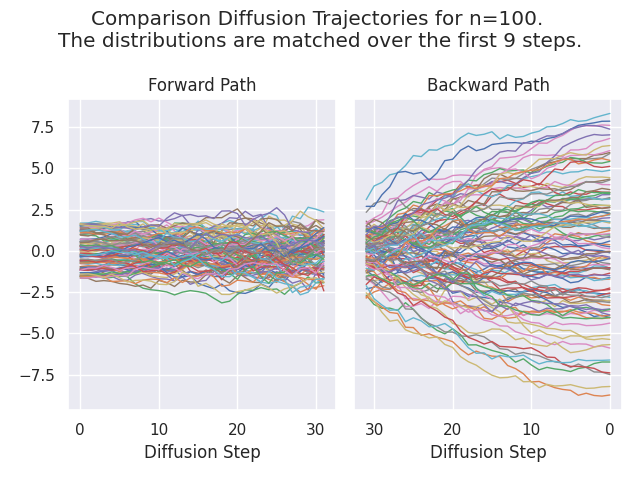 Comparison Diffusion Trajectories for n=100.
The distributions are matched over the first 9 steps.
Forward Path
Backward Path
7.5
5.0
2.5
0.0
−2.5
−5.0
−7.5
0 10 20 30
30 20 10 0
Diffusion Step
Diffusion Step